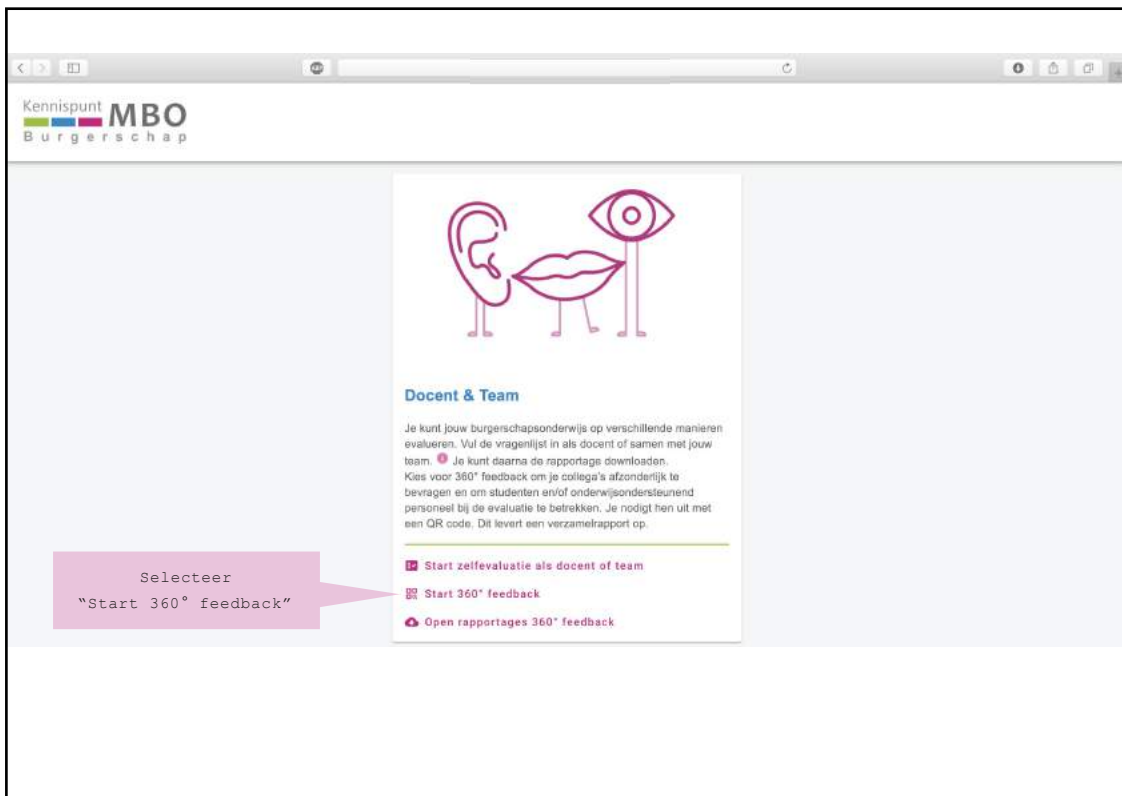 Kennispunt
MBO
Burgerschap
Docent & Team
Je kunt jouw burgerschapsonderwijs op verschillende manieren
evalueren. Vul de vragenlijst in als docent of samen met jouw
team. Je kunt daarna de rapportage downloaden.
Kies voor 360° feedback om je collega's afzonderlijk te
bevragen en om studenten en/of onderwijsondersteunend
personeel bij de evaluatie te betrekken. Je nodigt hen uit met
een QR code. Dit levert een verzamelrapport op.
Start zelfevaluatie als docent of team
Selecteer
“Start 360° feedback”
Start 360° feedback
Open rapportages 360° feedback